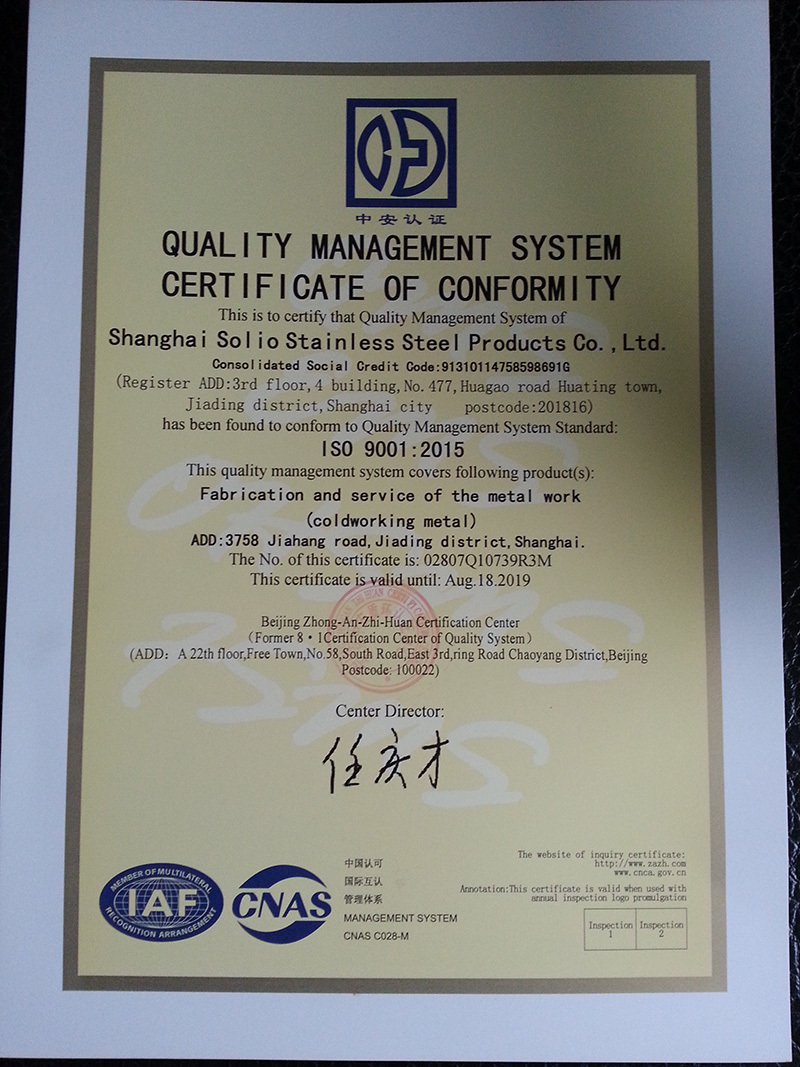 中安认证
QUALITY MANAGEMENT SYSTEM
CERTIFICATE OF CONFORMITY
This is to certify that Quality Management System of
Shanghai Solio Stainless Steel Products Co.,Ltd.
Consolidated Social Credit Code:91310114758598691G
(Register ADD:3rd floor,4 building,No.477,Huagao road Huating town,
Jiading district,Shanghai city postcode:201816)
has been found to conform to Quality Management System Standard:
ISO 9001:2015
This quality management system covers following product(s):
Fabrication and service of the metal work
(coldworking metal)
ADD:3758 Jiahang road,Jiading district,Shanghai.
The No. of this certificate is: 02807Q10739R3M
This certificate is valid until: Aug.18.2019
Beijing Zhong-An-Zhi-Huan Certification Center
(Former 8·1Certification Center of Quality System)
(ADD: A 22th floor,Free Town,No.58,South Road,East 3rd,ring Road Chaoyang District,Beijing
Postcode: 100022)
Center Director:
任庆才
MEMBER OF MULTILATERAL
IAF
RECOGNITION ARRANGEMENT
CNAS
中国认可
国际互认
管理体系
MANAGEMENT SYSTEM
CNAS C028-M
The website of inquiry certificate:
http://www.zazh.com
www.cnca.gov.cn
Annotation:This certificate is valid when used with
annual inspection logo promulgation
Inspection 1
Inspection 2